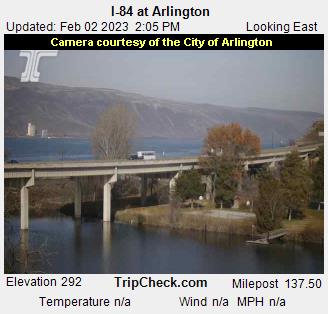 I-84 at Arlington
Updated: Feb 02 2023 2:05 PM Looking East
Camera courtesy of the City of Arlington
Elevation 292 TripCheck.com Milepost 137.50
Temperature n/a Wind n/a MPH n/a